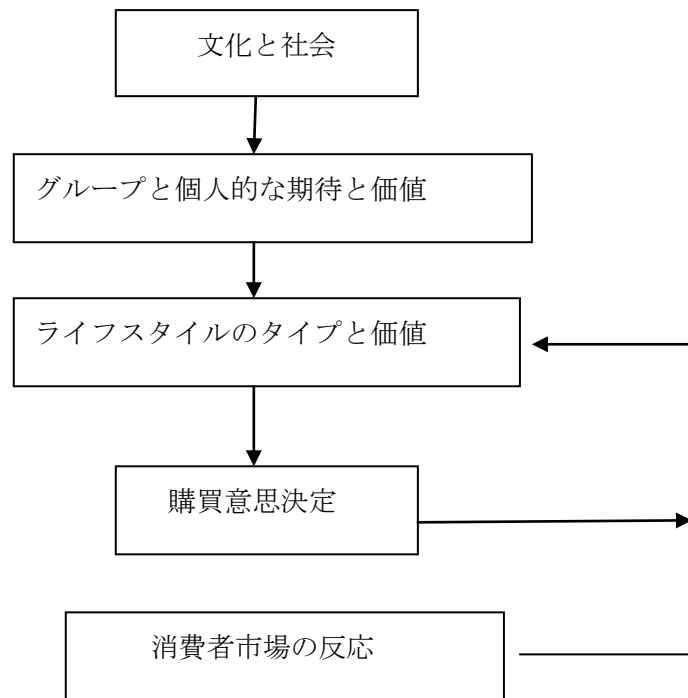 文化と社会
グループと個人的な期待と価値
ライフスタイルのタイプと価値
購買意思決定
消費者市場の反応